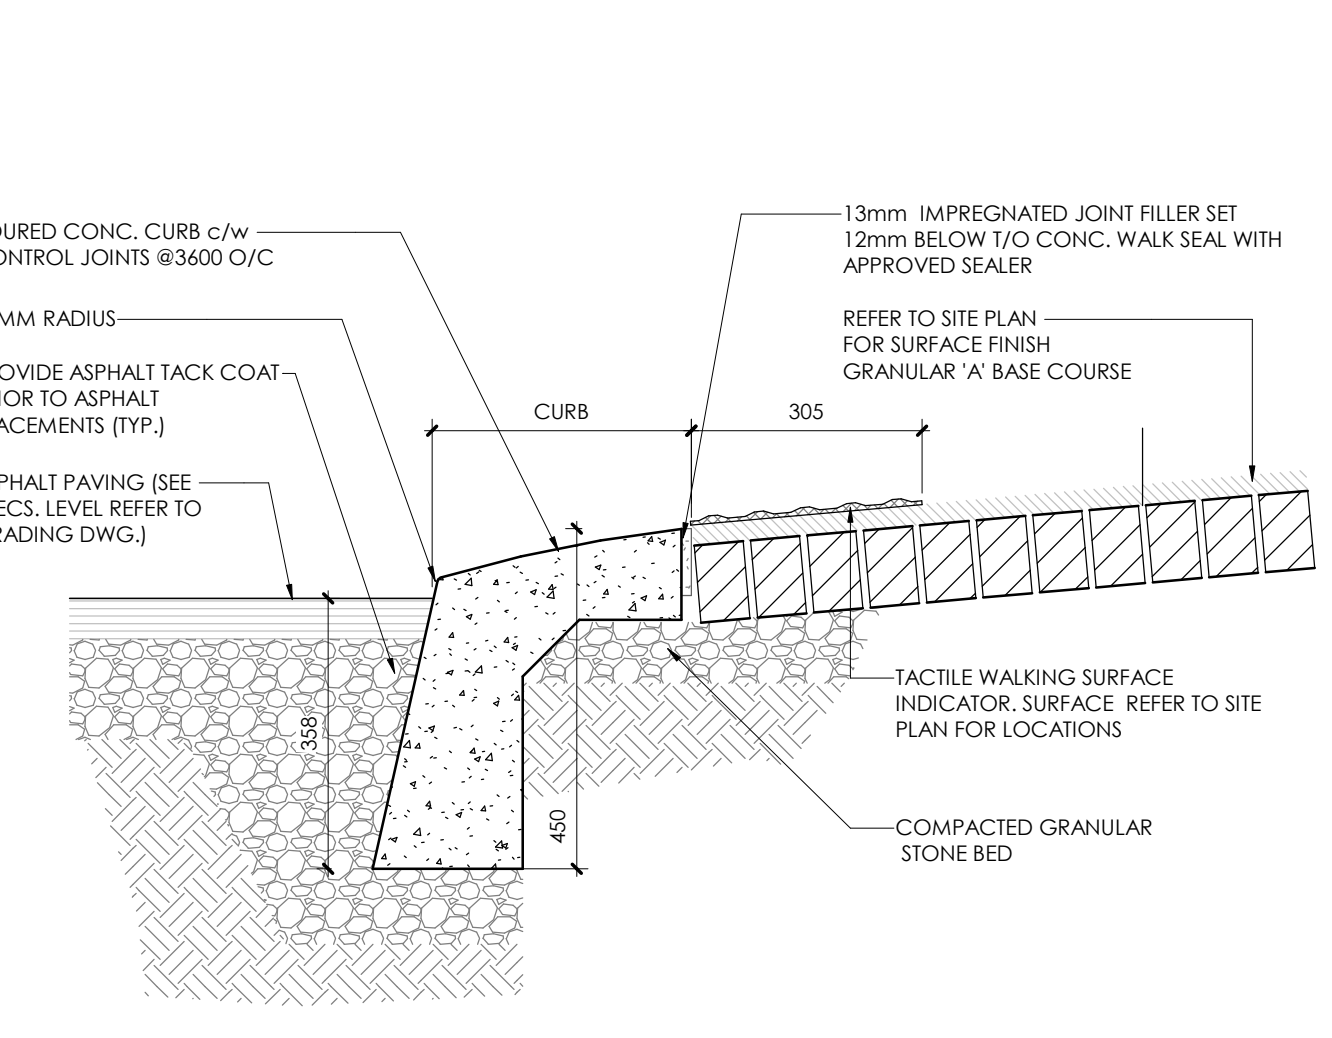 OURED CONC. CURB c/w
ONTROL JOINTS @3600 O/C
MM RADIUS
OVIDE ASPHALT TACK COAT
IOR TO ASPHALT
ACEMENTS (TYP.)
PHALT PAVING (SEE
ECS. LEVEL REFER TO
RADING DWG.)
13mm IMPREGNATED JOINT FILLER SET
12mm BELOW T/O CONC. WALK SEAL WITH
APPROVED SEALER
REFER TO SITE PLAN
FOR SURFACE FINISH
GRANULAR 'A' BASE COURSE
CURB
305
358
450
TACTILE WALKING SURFACE
INDICATOR. SURFACE REFER TO SITE
PLAN FOR LOCATIONS
COMPACTED GRANULAR
STONE BED